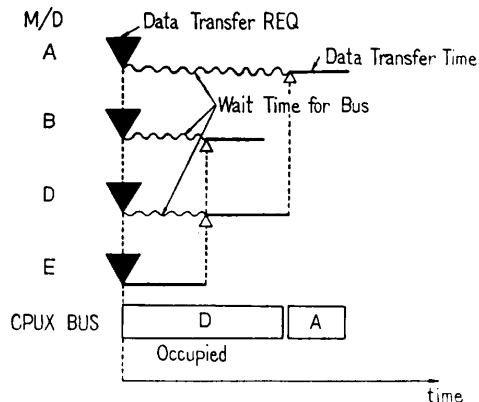 M/D
Data Transfer REQ
A
Data Transfer Time
Wait Time for Bus
B
D
E
CPUX BUS
D
A
Occupied
time